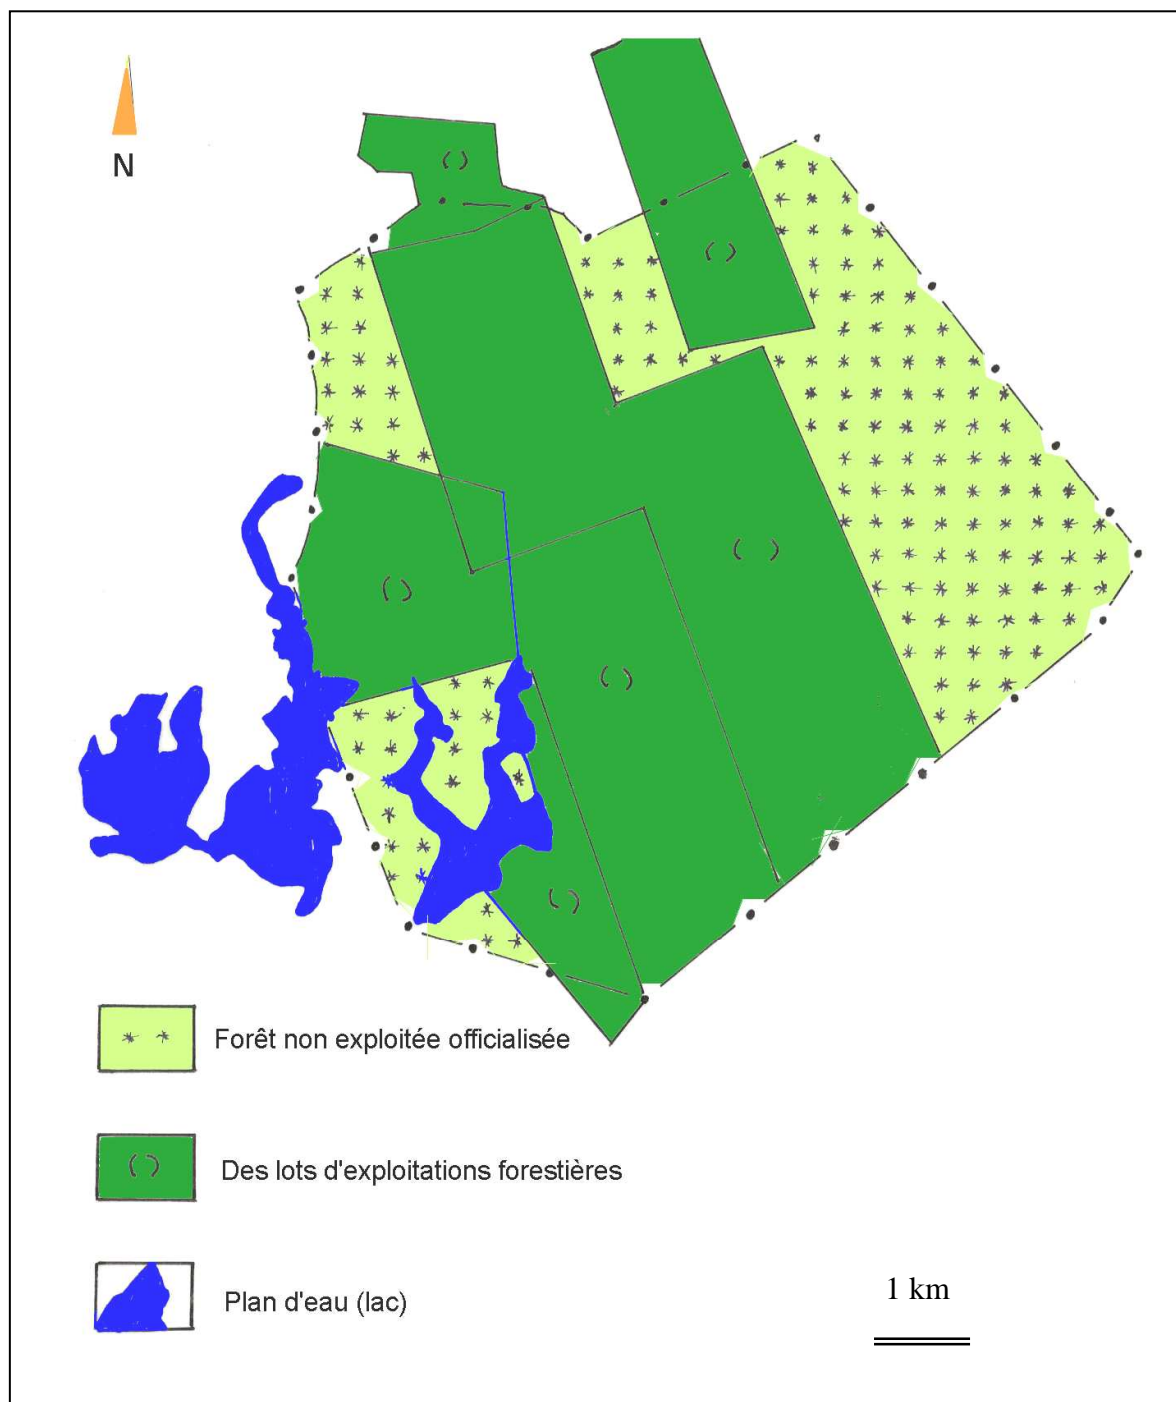 N
Forêt non exploitée officialisée
Des lots d'exploitations forestières
Plan d'eau (lac)
1 km